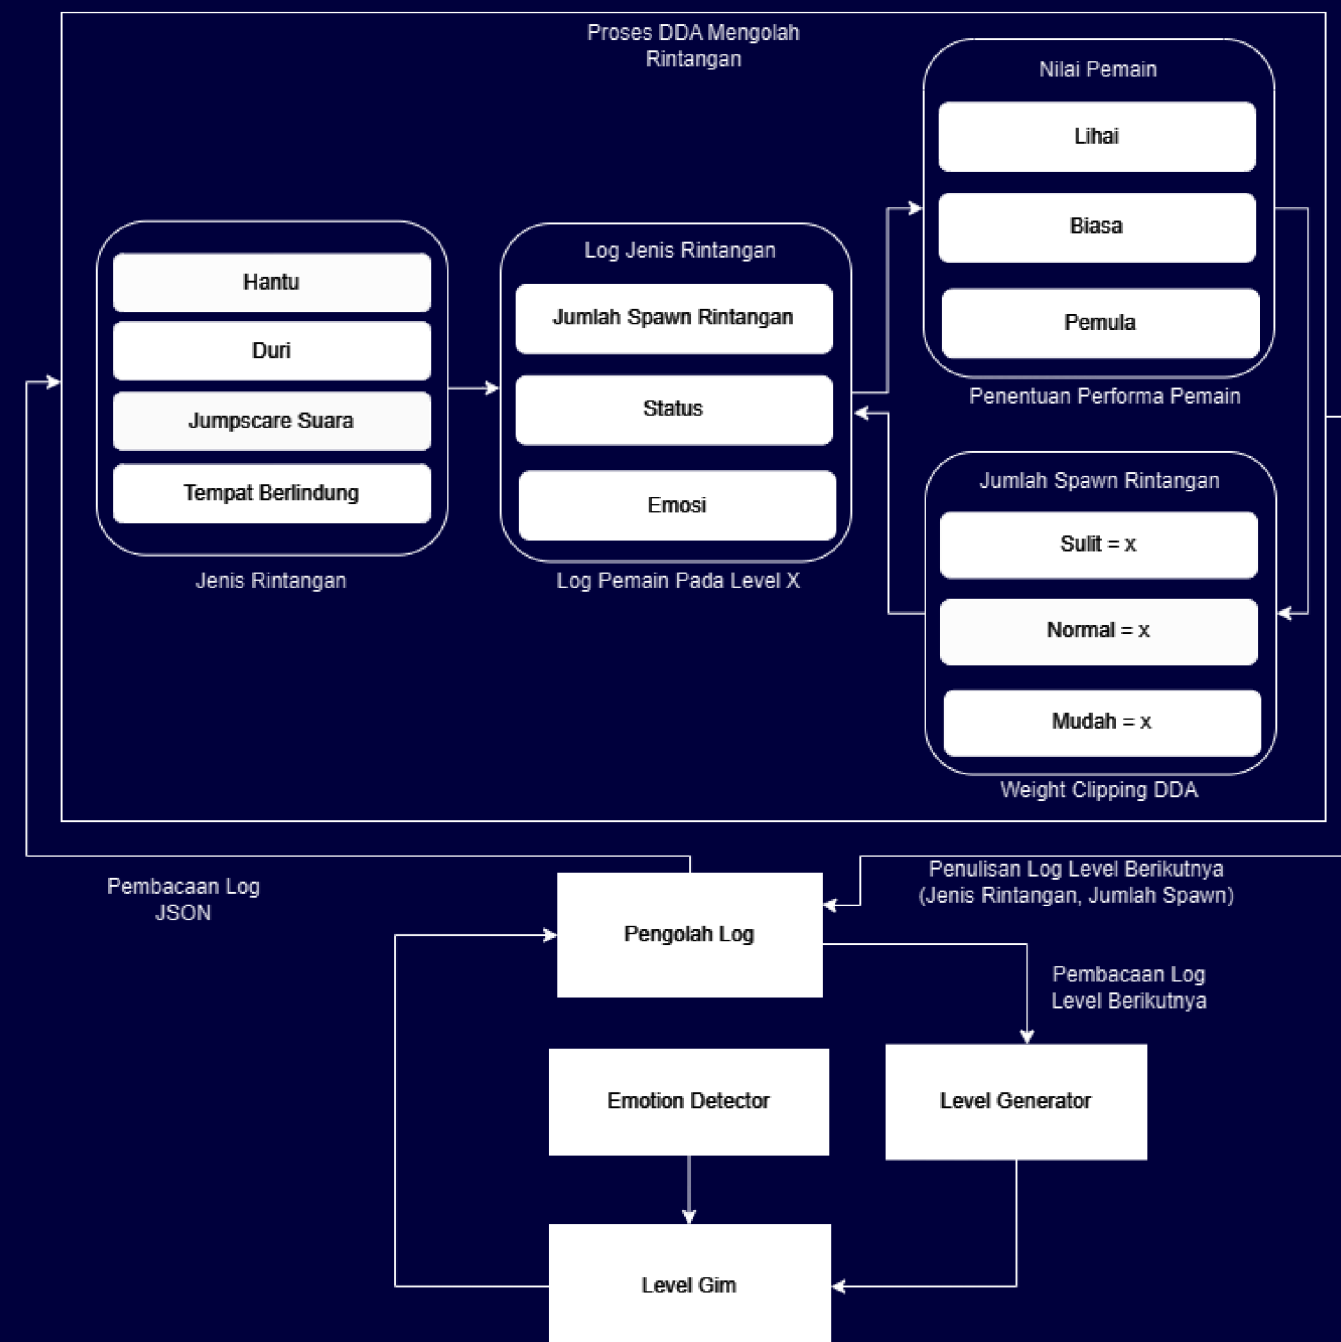 Proses DDA Mengolah
Rintangan
Nilai Pemain
Lihai
Biasa
Pemula
Penentuan Performa Pemain
Hantu
Duri
Jumpscare Suara
Tempat Berlindung
Jenis Rintangan
Log Jenis Rintangan
Jumlah Spawn Rintangan
Status
Emosi
Log Pemain Pada Level X
Jumlah Spawn Rintangan
Sulit = x
Normal = x
Mudah = x
Weight Clipping DDA
Pembacaan Log
JSON
Penulisan Log Level Berikutnya
(Jenis Rintangan, Jumlah Spawn)
Pengolah Log
Pembacaan Log
Level Berikutnya
Emotion Detector
Level Generator
Level Gim